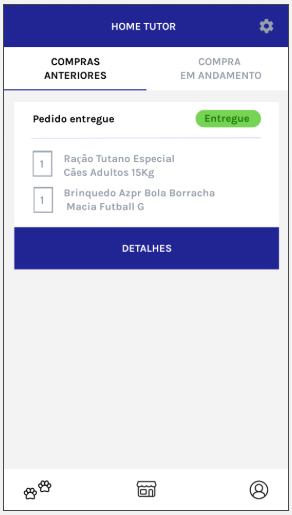 HOME TUTOR
COMPRAS
ANTERIORES
COMPRA
EM ANDAMENTO
Pedido entregue
Entregue
1
Ração Tutano Especial
Cães Adultos 15Kg
1
Brinquedo Azpr Bola Borracha
Macia Futball G
DETALHES